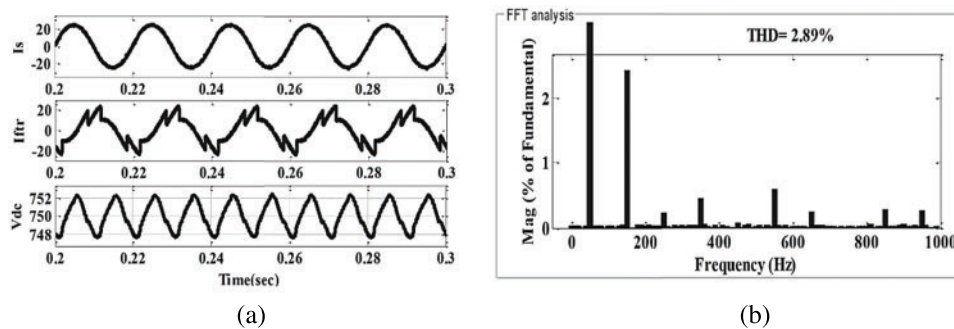 20
Is
0
-20
0.2 0.22 0.24 0.26 0.28 0.3
20
Iftr
0
-20
0.2 0.22 0.24 0.26 0.28 0.3
752
Vdc
750
748
0.2 0.22 0.24 0.26 0.28 0.3
Time(sec)
(a)
FFT analysis
THD= 2.89%
Mag (% of Fundamental)
2
1
0
0 200 400 600 800 1000
Frequency (Hz)
(b)